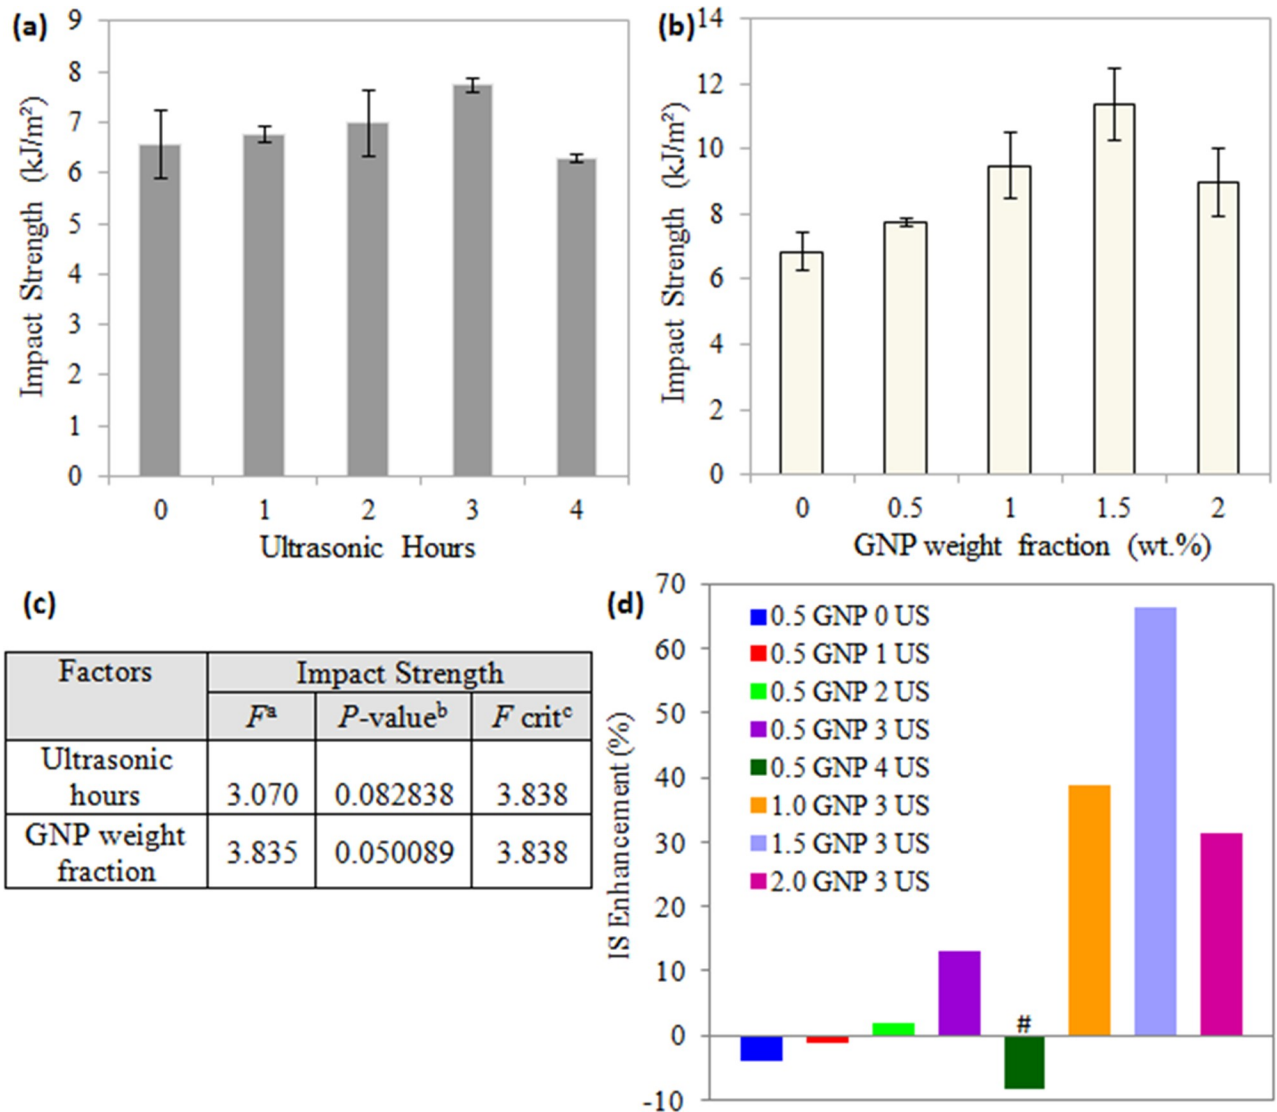 (a)
9
8
7
6
5
4
3
2
1
0
Impact Strength (kJ/m²)
0 1 2 3 4
Ultrasonic Hours
(b)
14
12
10
8
6
4
2
0
Impact Strength (kJ/m²)
0 0.5 1 1.5 2
GNP weight fraction (wt.%)
(c)
Factors
Impact Strength
Fᵃ P-valueᵇ F critᶜ
Ultrasonic
hours 3.070 0.082838 3.838
GNP weight
fraction 3.835 0.050089 3.838
(d)
70
60
50
40
30
20
10
0
-10
IS Enhancement (%)
0.5 GNP 0 US
0.5 GNP 1 US
0.5 GNP 2 US
0.5 GNP 3 US
0.5 GNP 4 US
1.0 GNP 3 US
1.5 GNP 3 US
2.0 GNP 3 US
#